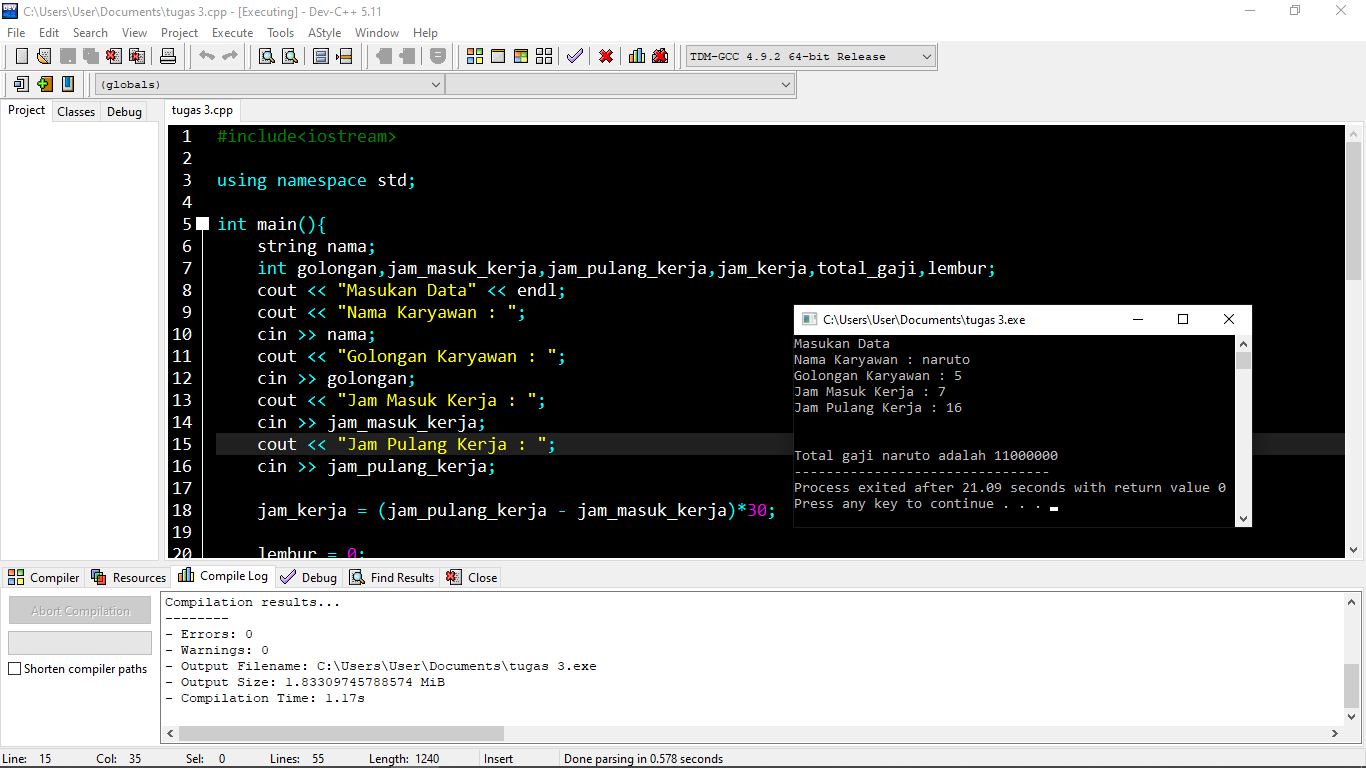 C:\Users\User\Documents\tugas 3.cpp - [Executing] - Dev-C++ 5.11
File Edit Search View Project Execute Tools AStyle Window Help
TDM-GCC 4.9.2 64-bit Release
(globals)
Project Classes Debug
tugas 3.cpp
1 #include<iostream>
2
3 using namespace std;
4
5 int main(){
6 string nama;
7 int golongan,jam_masuk_kerja,jam_pulang_kerja,jam_kerja,total_gaji,lembur;
8 cout << "Masukan Data" << endl;
9 cout << "Nama Karyawan : ";
10 cin >> nama;
11 cout << "Golongan Karyawan : ";
12 cin >> golongan;
13 cout << "Jam Masuk Kerja : ";
14 cin >> jam_masuk_kerja;
15 cout << "Jam Pulang Kerja : ";
16 cin >> jam_pulang_kerja;
17
18 jam_kerja = (jam_pulang_kerja - jam_masuk_kerja)*30;
19
20 lembur = 0;
C:\Users\User\Documents\tugas 3.exe
Masukan Data
Nama Karyawan : naruto
Golongan Karyawan : 5
Jam Masuk Kerja : 7
Jam Pulang Kerja : 16
Total gaji naruto adalah 11000000
--------------------------------
Process exited after 21.09 seconds with return value 0
Press any key to continue . . .
Compiler Resources Compile Log Debug Find Results Close
Abort Compilation
Shorten compiler paths
Compilation results...
--------
- Errors: 0
- Warnings: 0
- Output Filename: C:\Users\User\Documents\tugas 3.exe
- Output Size: 1.83309745788574 MiB
- Compilation Time: 1.17s
Line: 15 Col: 35 Sel: 0 Lines: 55 Length: 1240 Insert Done parsing in 0.578 seconds